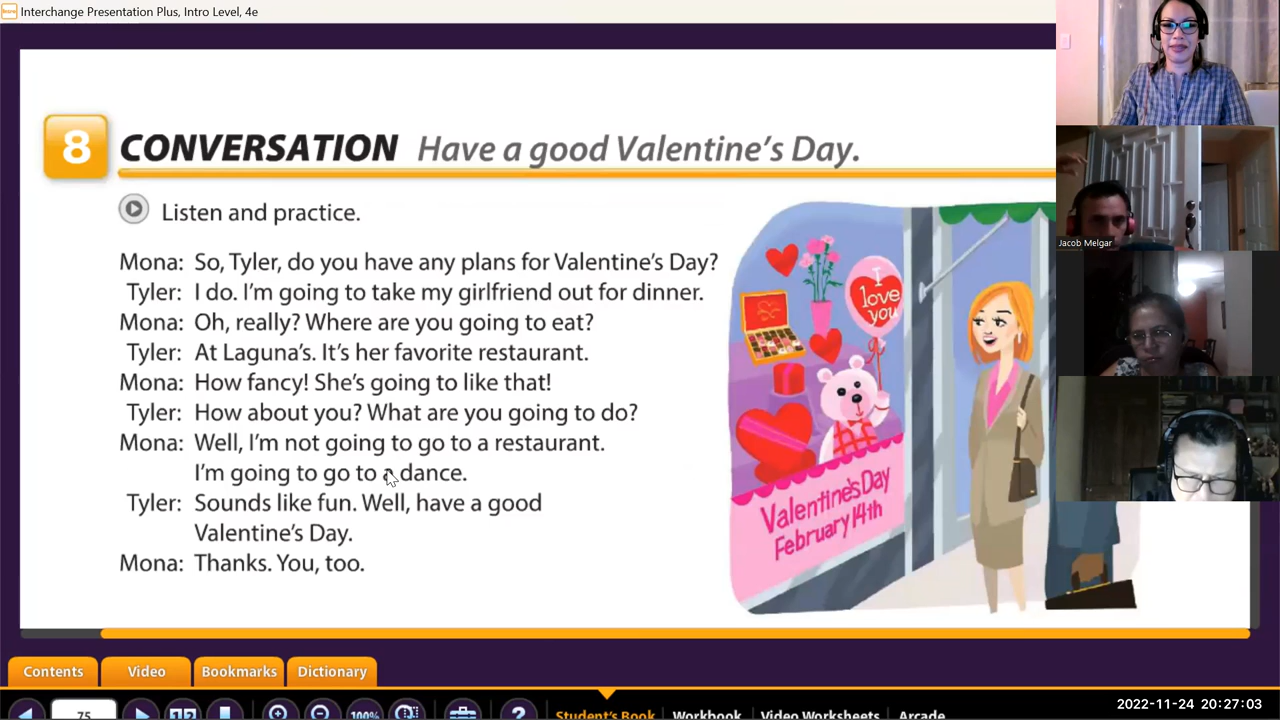 Interchange Presentation Plus, Intro Level, 4e
8 CONVERSATION Have a good Valentine's Day.
Listen and practice.
Mona: So, Tyler, do you have any plans for Valentine's Day?
Tyler: I do. I'm going to take my girlfriend out for dinner.
Mona: Oh, really? Where are you going to eat?
Tyler: At Laguna's. It's her favorite restaurant.
Mona: How fancy! She's going to like that!
Tyler: How about you? What are you going to do?
Mona: Well, I'm not going to go to a restaurant.
I'm going to go to a dance.
Tyler: Sounds like fun. Well, have a good
Valentine's Day.
Mona: Thanks. You, too.
I
love
you
Valentine's Day
February 14th
Jacob Melgar
Contents Video Bookmarks Dictionary
75 100% ? Student's Book Workbook Video Worksheets Arcade
2022-11-24 20:27:03